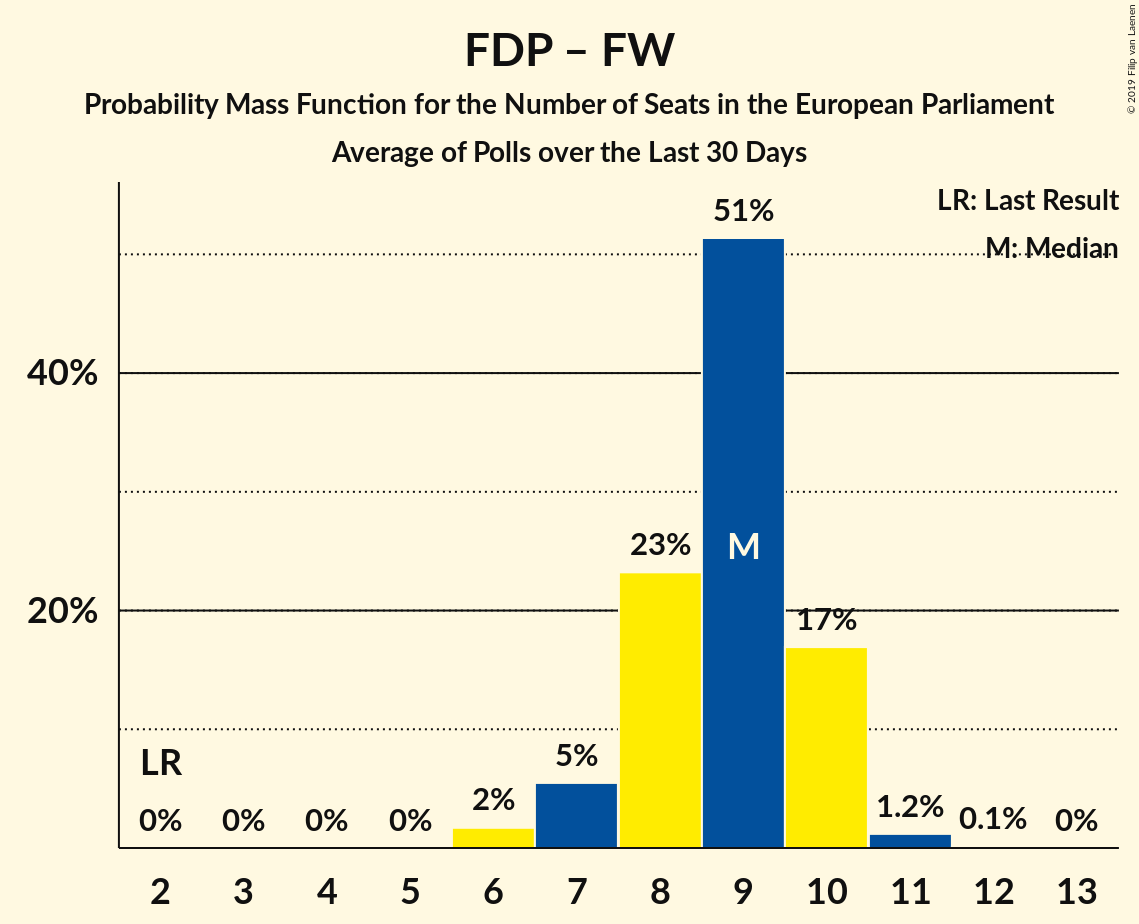 FDP – FW
Probability Mass Function for the Number of Seats in the European Parliament
Average of Polls over the Last 30 Days
© 2019 Filip van Laenen
LR: Last Result
M: Median
51%
40%
23%
M
20%
17%
LR
5%
2%
0% 0% 0% 0% 1.2% 0.1% 0%
2 3 4 5 6 7 8 9 10 11 12 13